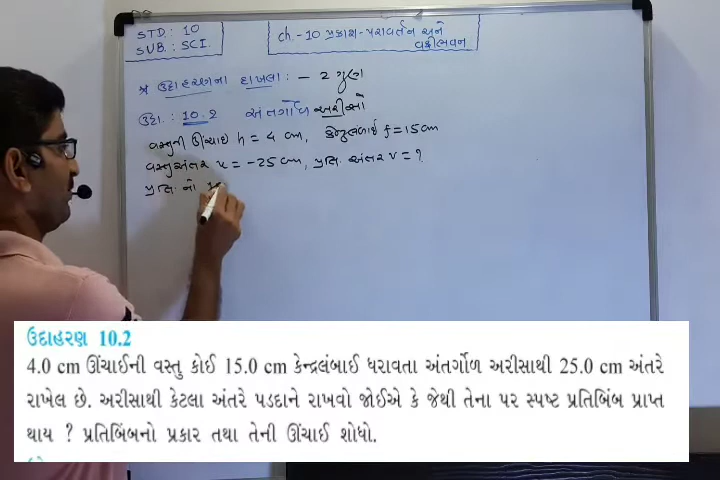 STD : 10
SUB : SCI.
ch - 10 પ્રકાશ - પરાવર્તન અને
વક્રીભવન
* ઉદાહરણના દાખલા : - 2 ગુણ
ઉદા : 10.2 અંતર્ગોળ અરીસો
વસ્તુની ઊંચાઈ h = 4 cm, કેન્દ્રલંબાઈ f = 15 cm
વસ્તુઅંતર u = -25 cm, પ્રતિ. અંતર v = ?
પ્રતિ. નો
ઉદાહરણ 10.2
4.0 cm ઊંચાઈની વસ્તુ કોઈ 15.0 cm કેન્દ્રલંબાઈ ધરાવતા અંતર્ગોળ અરીસાથી 25.0 cm અંતરે
રાખેલ છે. અરીસાથી કેટલા અંતરે પડદાને રાખવો જોઈએ કે જેથી તેના પર સ્પષ્ટ પ્રતિબિંબ પ્રાપ્ત
થાય ? પ્રતિબિંબનો પ્રકાર તથા તેની ઊંચાઈ શોધો.